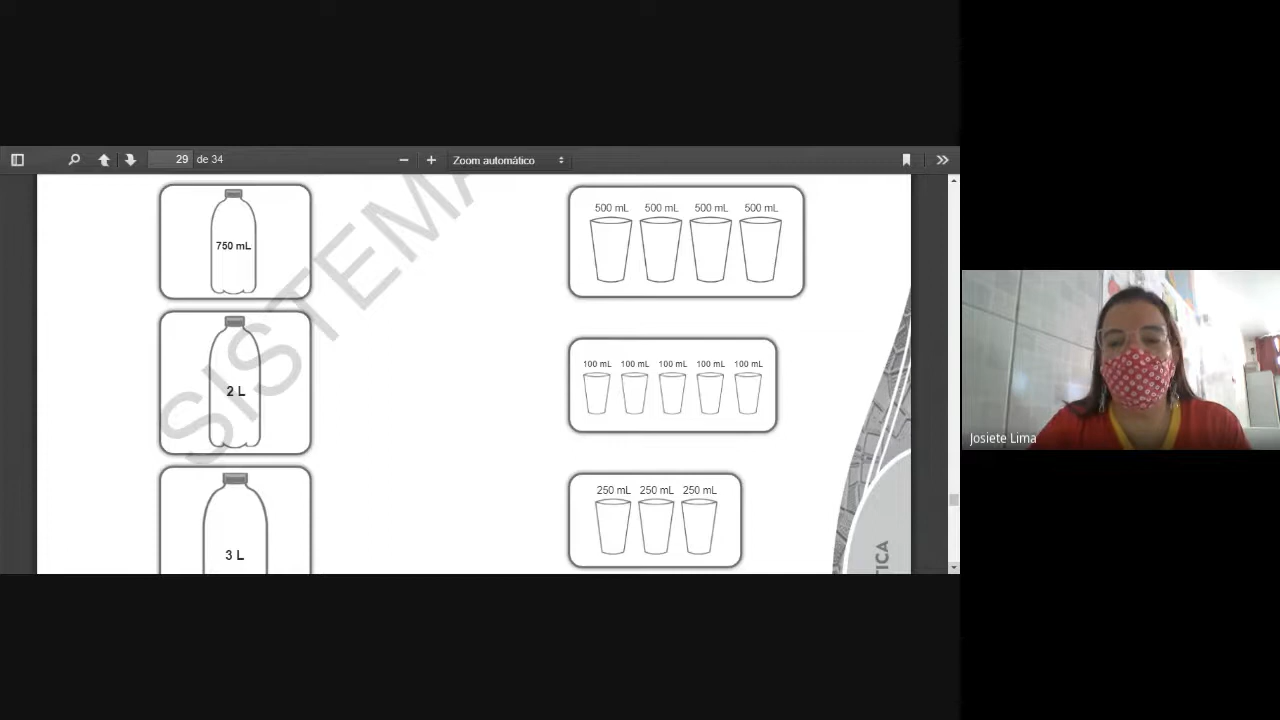 29 de 34
Zoom automático
SISTEMA
750 mL
500 mL 500 mL 500 mL 500 mL
2 L
100 mL 100 mL 100 mL 100 mL 100 mL
3 L
250 mL 250 mL 250 mL
Josiete Lima